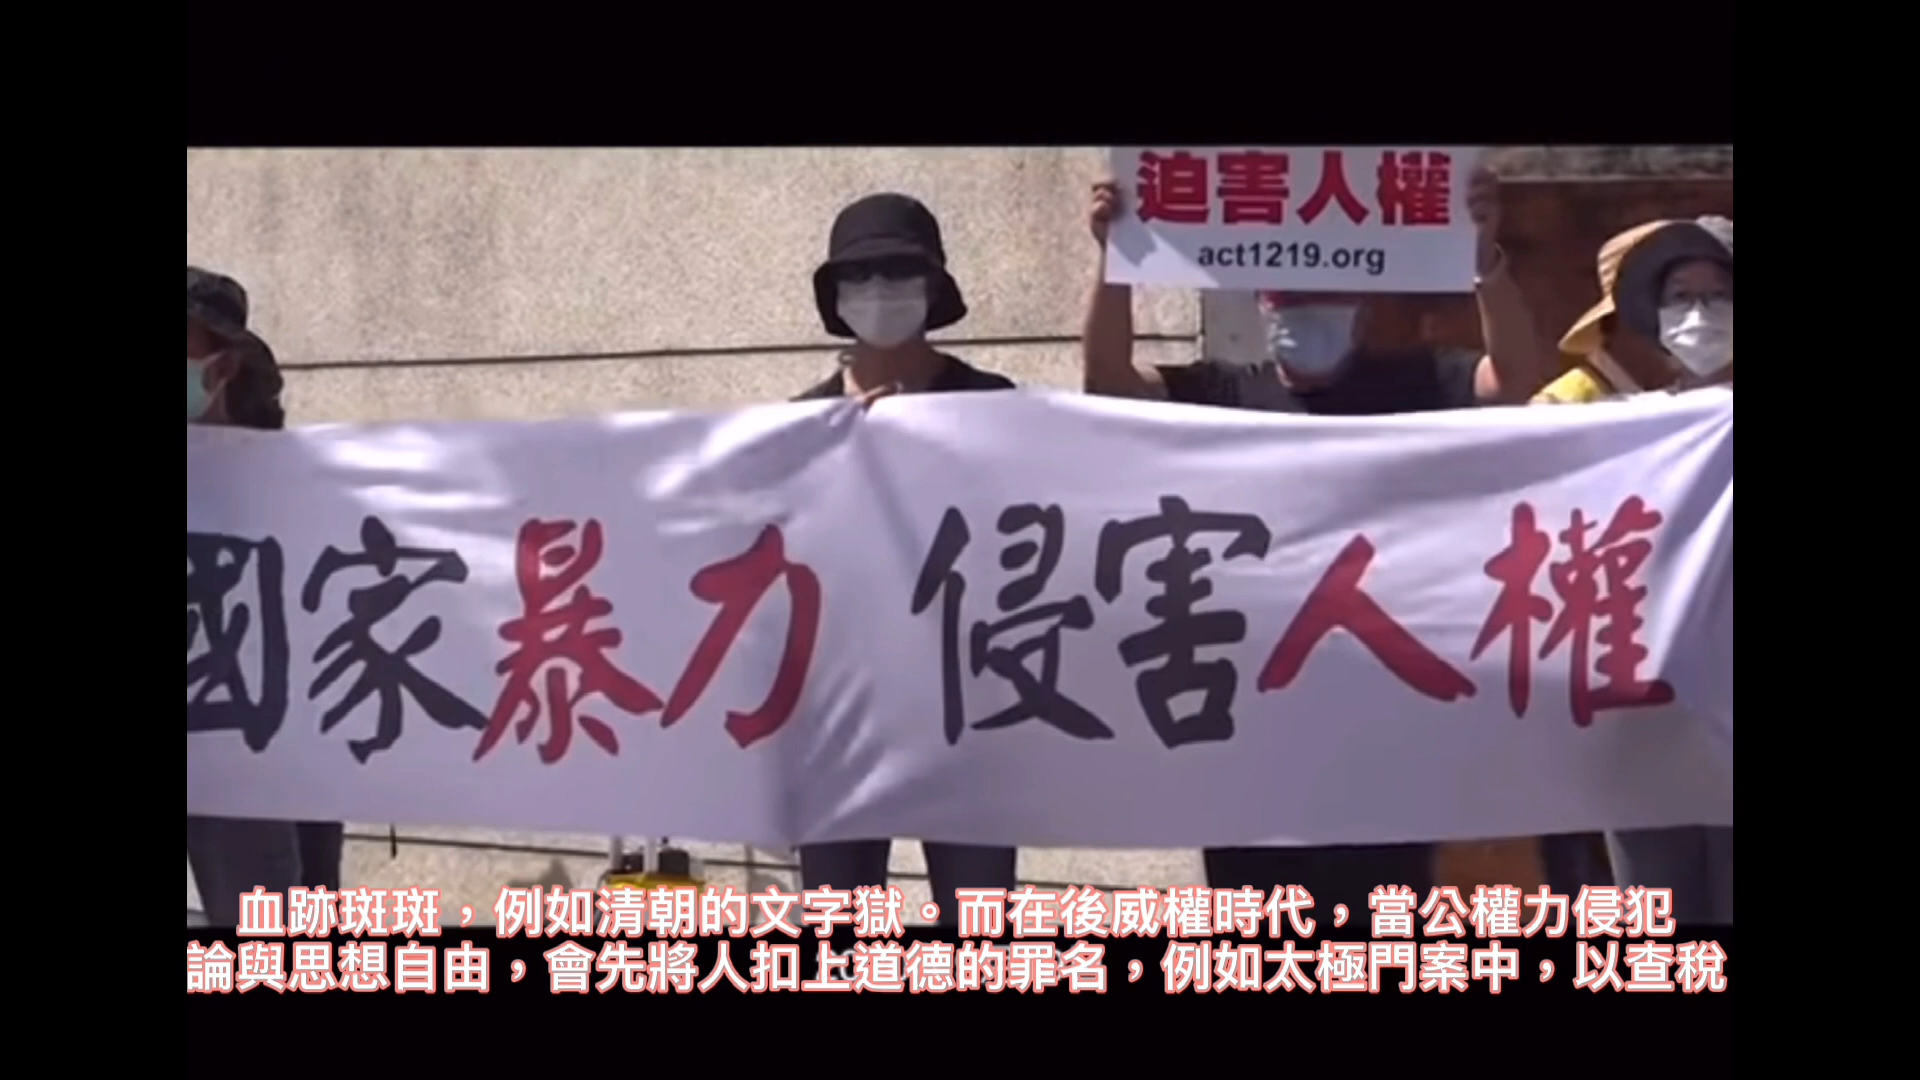 迫害人權
act1219.org
國家暴力 侵害人權
血跡斑斑，例如清朝的文字獄。而在後威權時代，當公權力侵犯
論與思想自由，會先將人扣上道德的罪名，例如太極門案中，以查稅